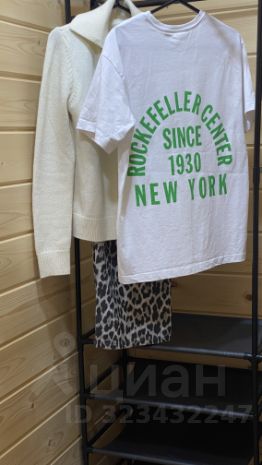 ROCKEFELLER CENTER
SINCE
1930
NEW YORK
циан
ID 323432247